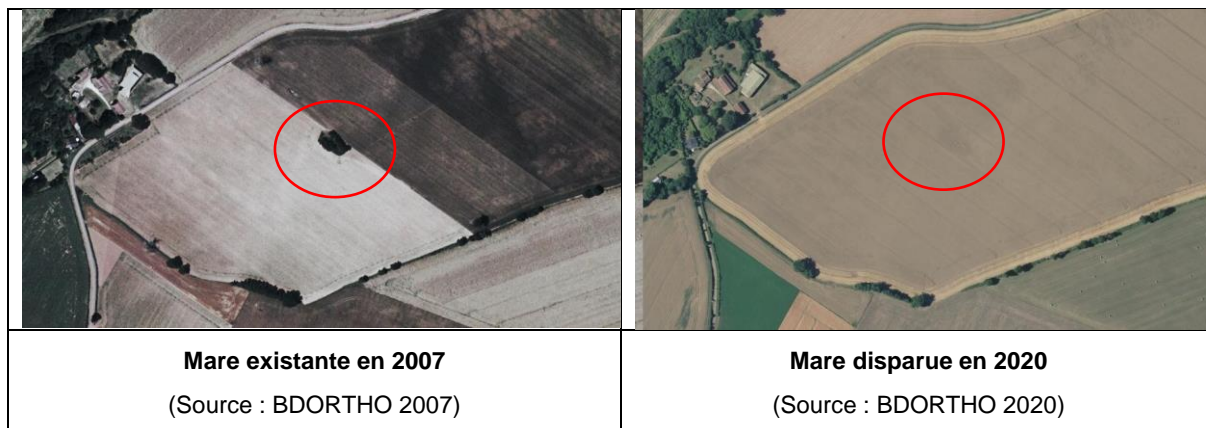 Mare existante en 2007
(Source : BDORTHO 2007)
Mare disparue en 2020
(Source : BDORTHO 2020)